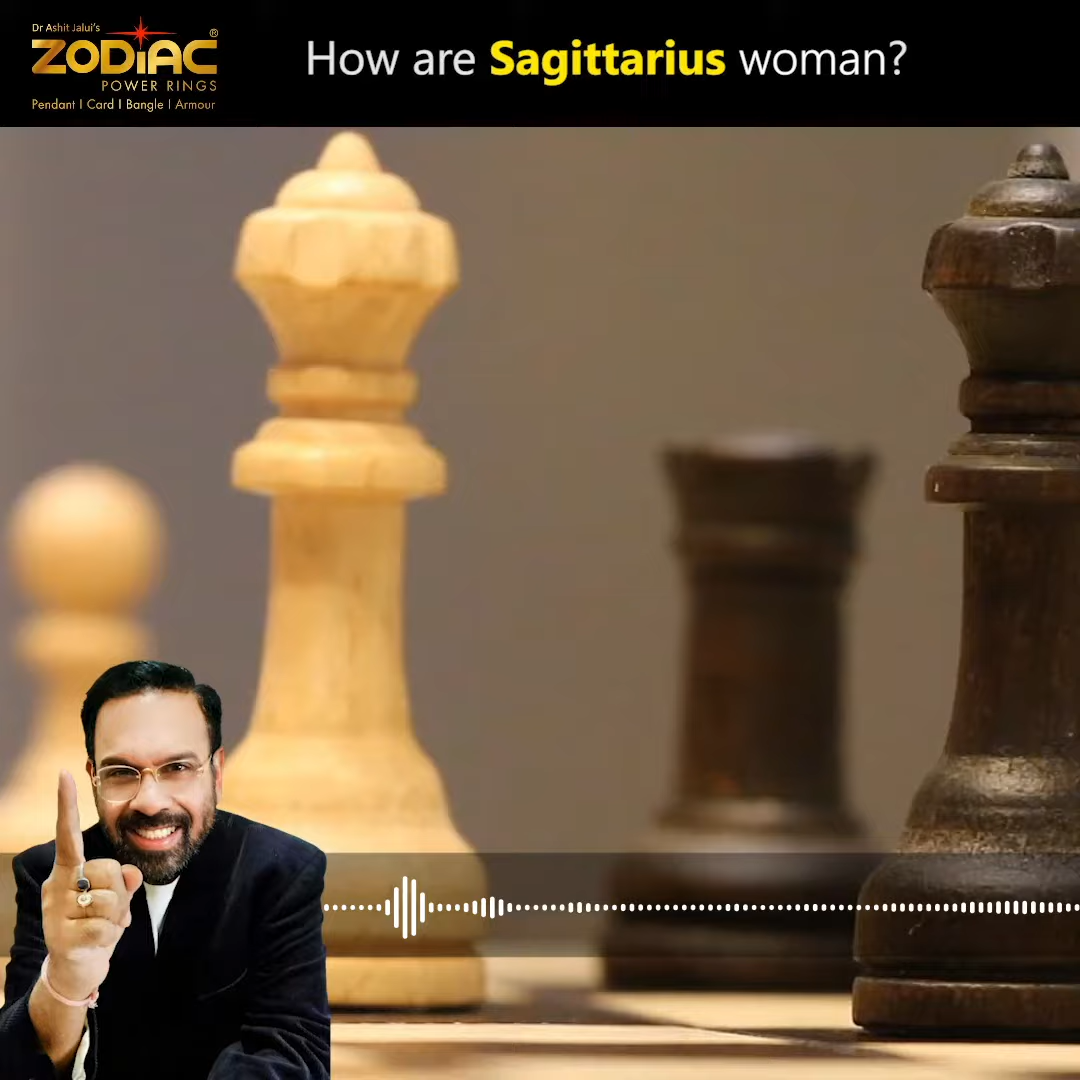 Dr Ashit Jalui's
ZODIAC®
POWER RINGS
Pendant | Card | Bangle | Armour
How are Sagittarius woman?